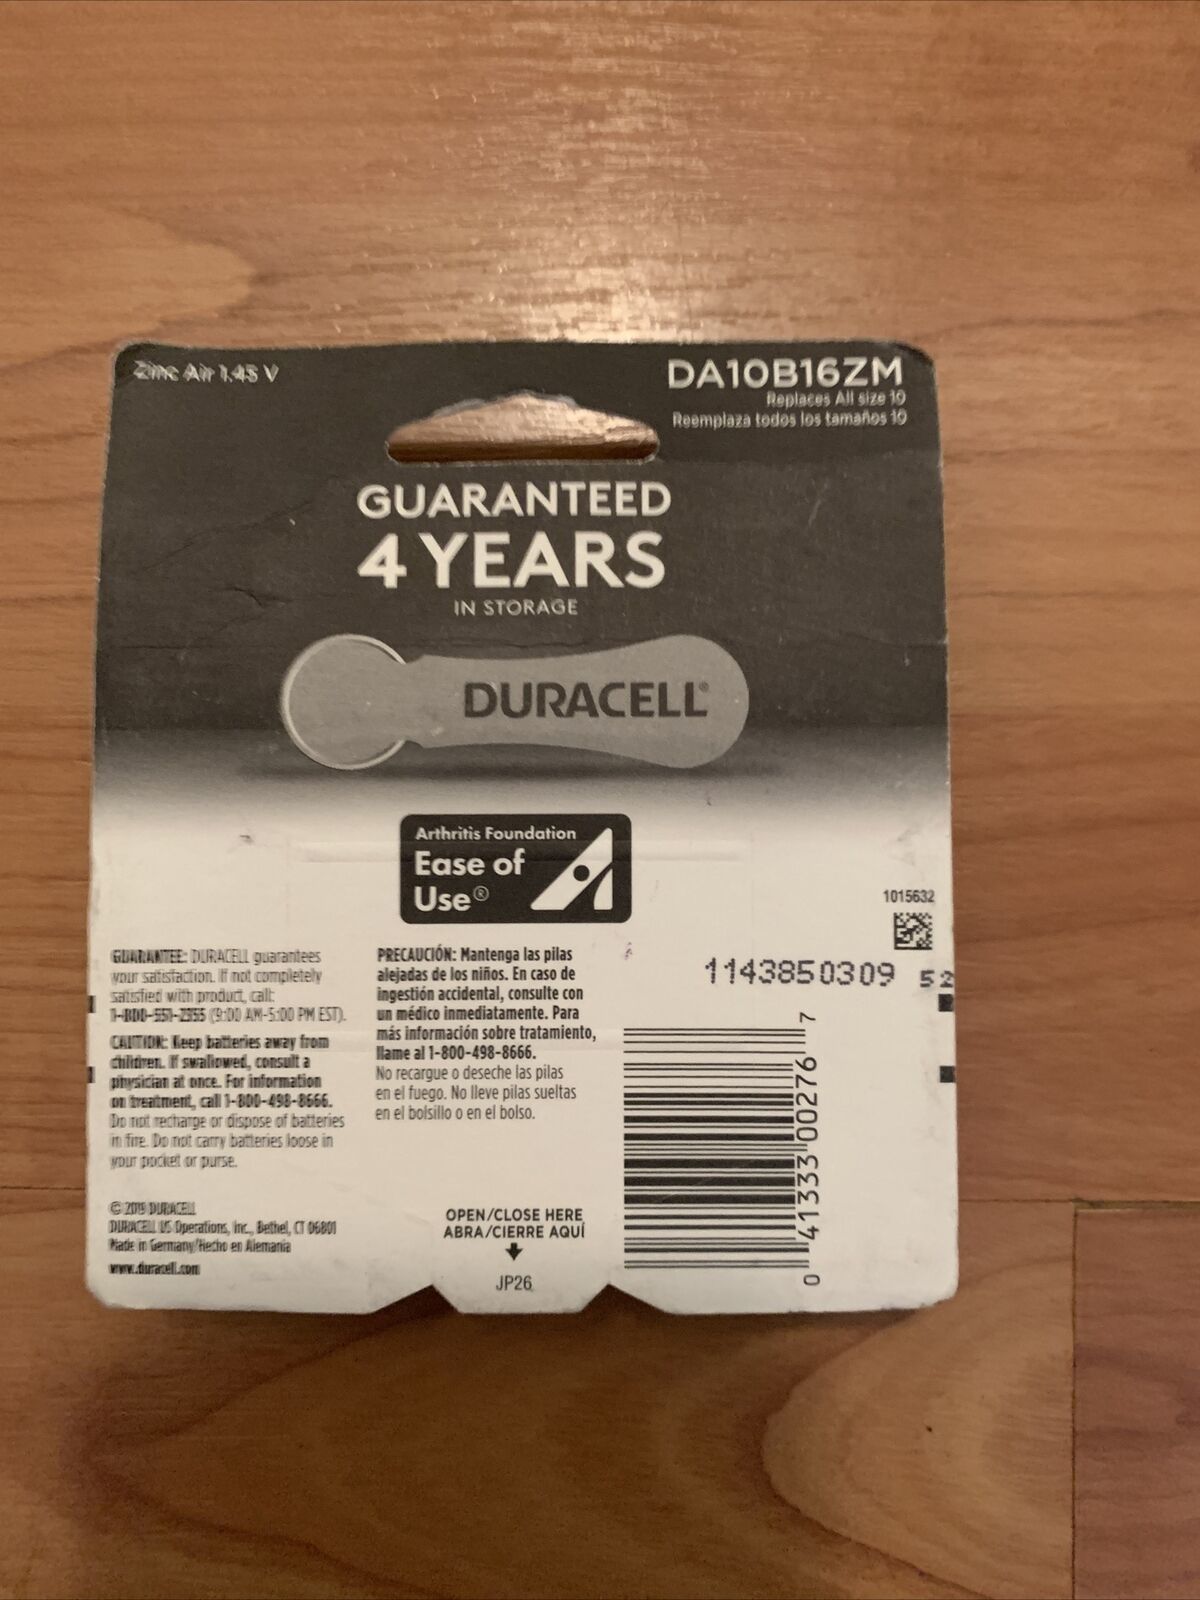 Zinc Air 1.45 V
DA10B16ZM
Replaces All size 10
Reemplaza todos los tamaños 10
GUARANTEED
4 YEARS
IN STORAGE
DURACELL®
Arthritis Foundation
Ease of
Use®
1015632
1143850309 52
GUARANTEE: DURACELL guarantees
your satisfaction. If not completely
satisfied with product, call:
1-800-551-2355 (9:00 AM-5:00 PM EST).
CAUTION: Keep batteries away from
children. If swallowed, consult a
physician at once. For information
on treatment, call 1-800-498-8666.
Do not recharge or dispose of batteries
in fire. Do not carry batteries loose in
your pocket or purse.
© 2019 DURACELL
DURACELL US Operations, Inc., Bethel, CT 06801
Made in Germany/Hecho en Alemania
www.duracell.com
PRECAUCIÓN: Mantenga las pilas
alejadas de los niños. En caso de
ingestión accidental, consulte con
un médico inmediatamente. Para
más información sobre tratamiento,
llame al 1-800-498-8666.
No recargue o deseche las pilas
en el fuego. No lleve pilas sueltas
en el bolsillo o en el bolso.
OPEN/CLOSE HERE
ABRA/CIERRE AQUÍ
JP26
0 41333 00276 7